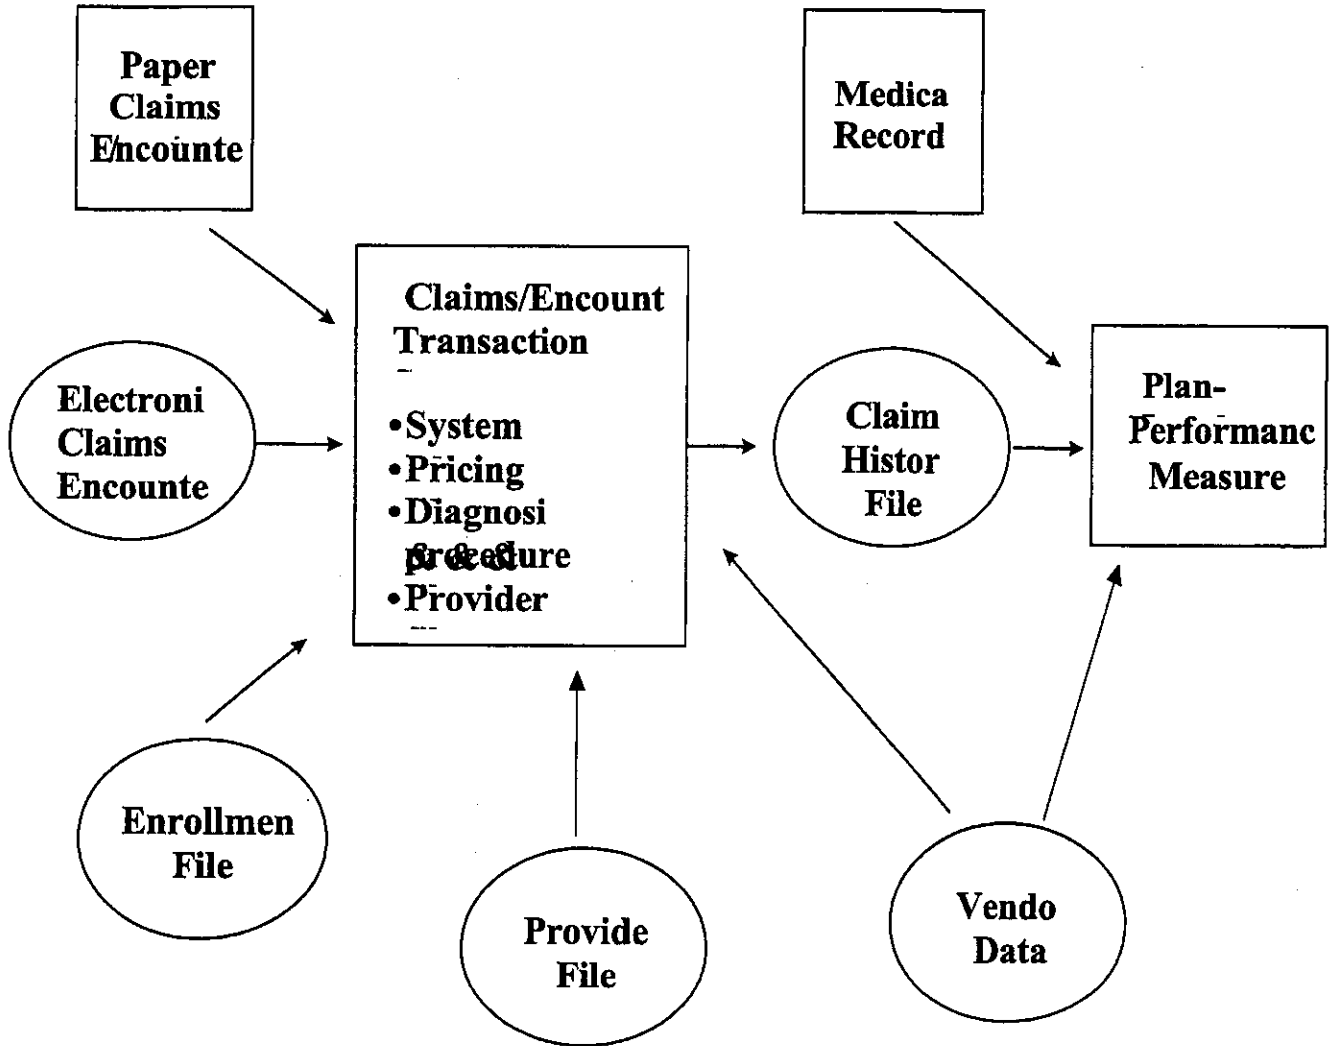 Paper
Claims
E/ncounte
Medica
Record
Claims/Encount
Transaction
•System
•Pricing
•Diagnosi
procedure
•Provider
Electroni
Claims
Encounte
Claim
Histor
File
Plan-
Performanc
Measure
Enrollmen
File
Provide
File
Vendo
Data